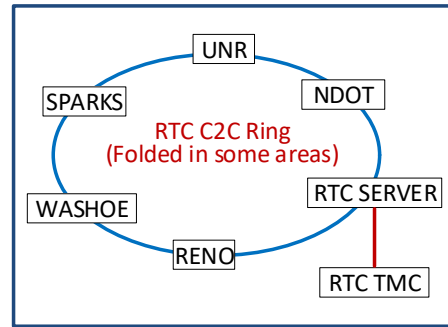 UNR
NDOT
SPARKS
RTC C2C Ring
(Folded in some areas)
RTC SERVER
WASHOE
RENO
RTC TMC